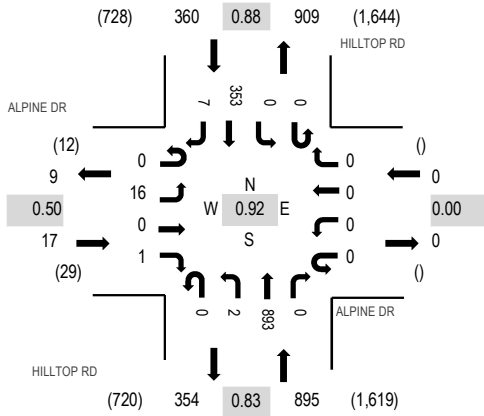 (728) 360 0.88 909 (1,644)
HILLTOP RD
7 353 0 0
ALPINE DR
(12)
9
0.50
17
(29)
0
16
0
1
N
W 0.92 E
S
0
0
0
0
()
0
0.00
0
()
0 2 893 0
ALPINE DR
HILLTOP RD
(720) 354 0.83 895 (1,619)